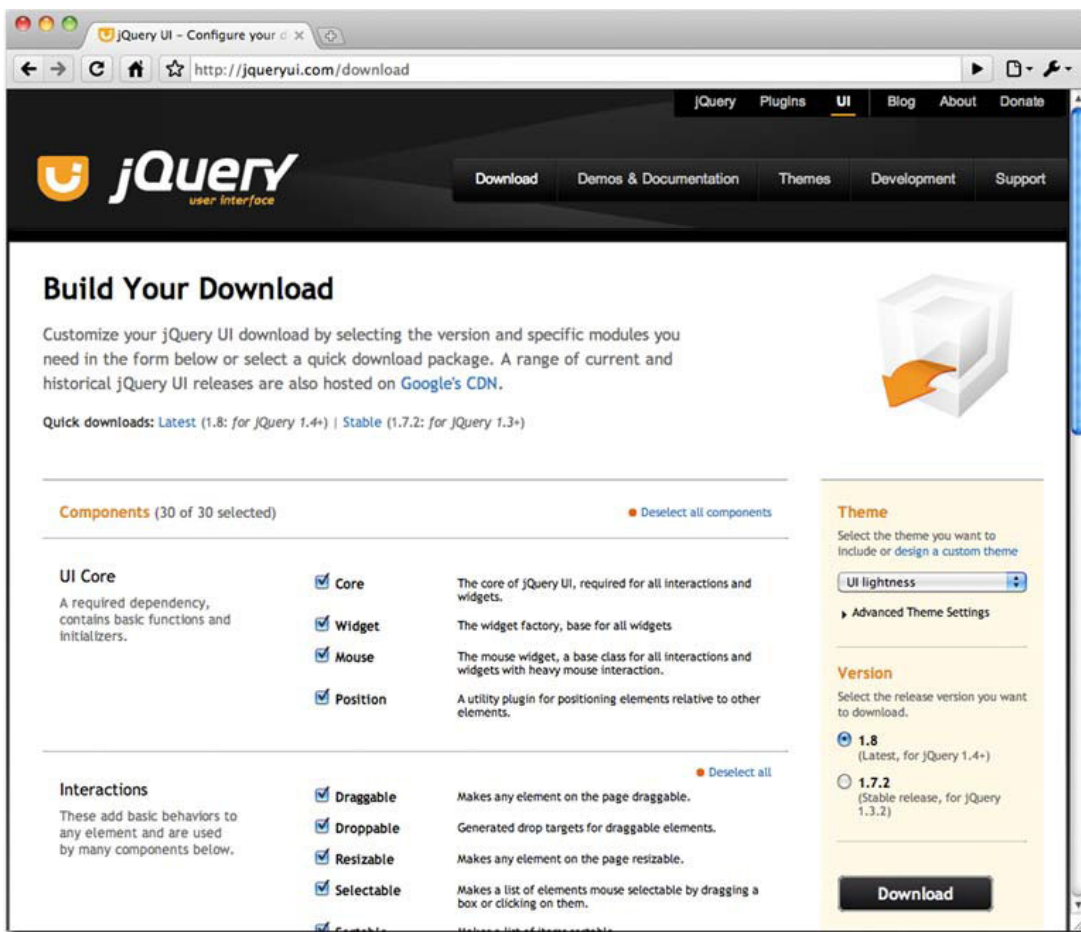 jQuery UI - Configure your d
http://jqueryui.com/download
jQuery Plugins UI Blog About Donate
jQuery
user interface
Download Demos & Documentation Themes Development Support
Build Your Download
Customize your jQuery UI download by selecting the version and specific modules you
need in the form below or select a quick download package. A range of current and
historical jQuery UI releases are also hosted on Google's CDN.
Quick downloads: Latest (1.8: for jQuery 1.4+) | Stable (1.7.2: for jQuery 1.3+)
Components (30 of 30 selected)
Deselect all components
UI Core
A required dependency,
contains basic functions and
initializers.
Core
The core of jQuery UI, required for all interactions and
widgets.
Widget
The widget factory, base for all widgets
Mouse
The mouse widget, a base class for all interactions and
widgets with heavy mouse interaction.
Position
A utility plugin for positioning elements relative to other
elements.
Deselect all
Interactions
These add basic behaviors to
any element and are used
by many components below.
Draggable
Makes any element on the page draggable.
Droppable
Generated drop targets for draggable elements.
Resizable
Makes any element on the page resizable.
Selectable
Makes a list of elements mouse selectable by dragging a
box or clicking on them.
Sortable
Makes a list of items sortable
Theme
Select the theme you want to
include or design a custom theme
UI lightness
Advanced Theme Settings
Version
Select the release version you want
to download.
1.8
(Latest, for jQuery 1.4+)
1.7.2
(Stable release, for jQuery
1.3.2)
Download